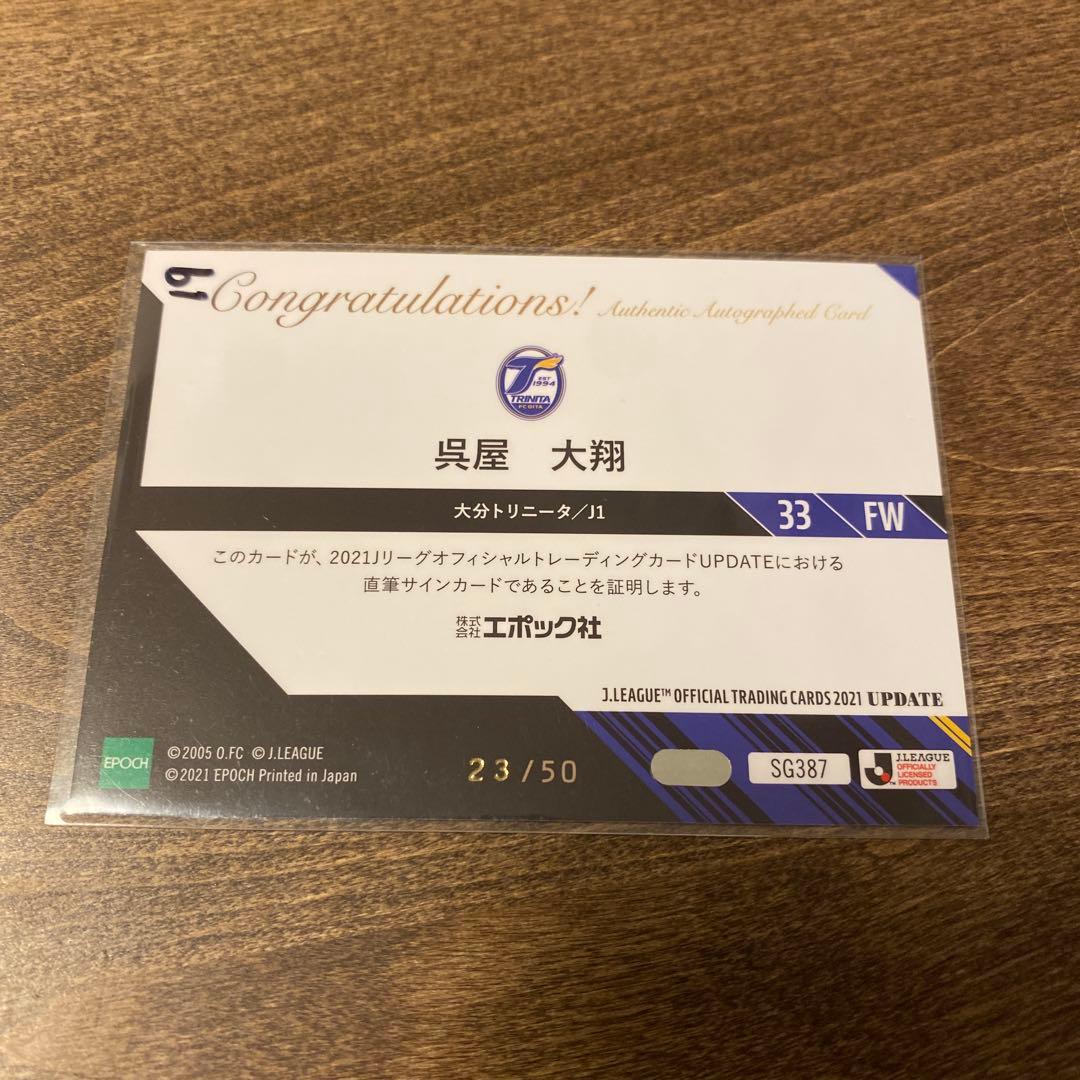 61
Congratulations! Authentic Autographed Card
EST
1994
TRINITA
FC OITA
呉屋 大翔
大分トリニータ／J1 33 FW
このカードが、2021JリーグオフィシャルトレーディングカードUPDATEにおける
直筆サインカードであることを証明します。
株式会社 エポック社
J.LEAGUE™ OFFICIAL TRADING CARDS 2021 UPDATE
EPOCH
©2005 O.FC ©J.LEAGUE
©2021 EPOCH Printed in Japan
23/50
SG387
J.LEAGUE
OFFICIALLY
LICENSED
PRODUCTS